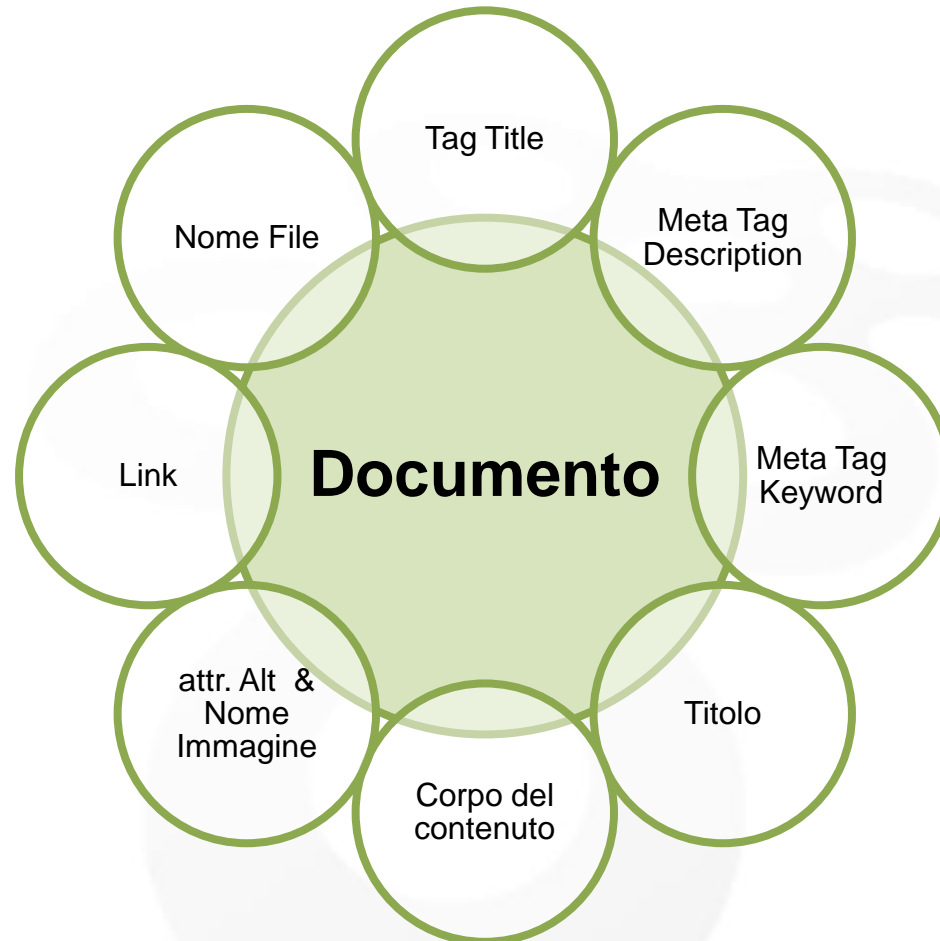 Tag Title
Meta Tag
Description
Nome File
Link
Documento
Meta Tag
Keyword
attr. Alt &
Nome
Immagine
Titolo
Corpo del
contenuto